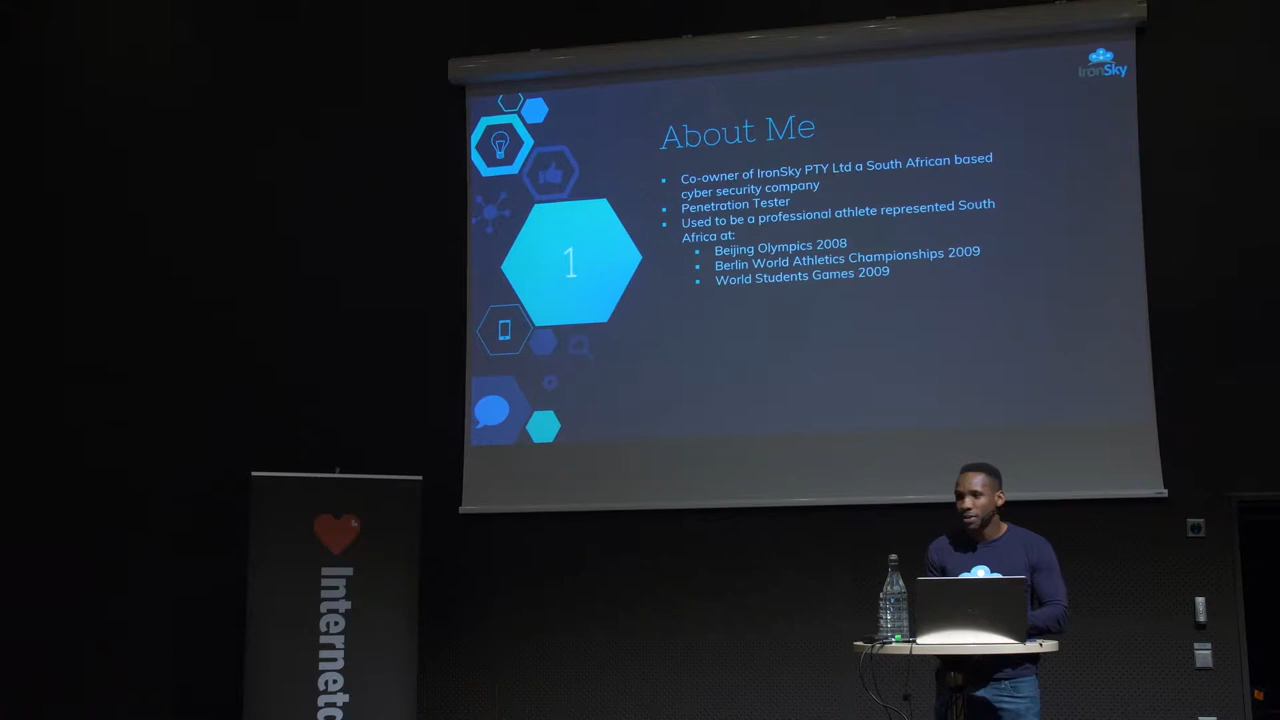 IronSky
About Me
Co-owner of IronSky PTY Ltd a South African based
cyber security company
Penetration Tester
Used to be a professional athlete represented South
Africa at:
Beijing Olympics 2008
Berlin World Athletics Championships 2009
World Students Games 2009
1
Internetd